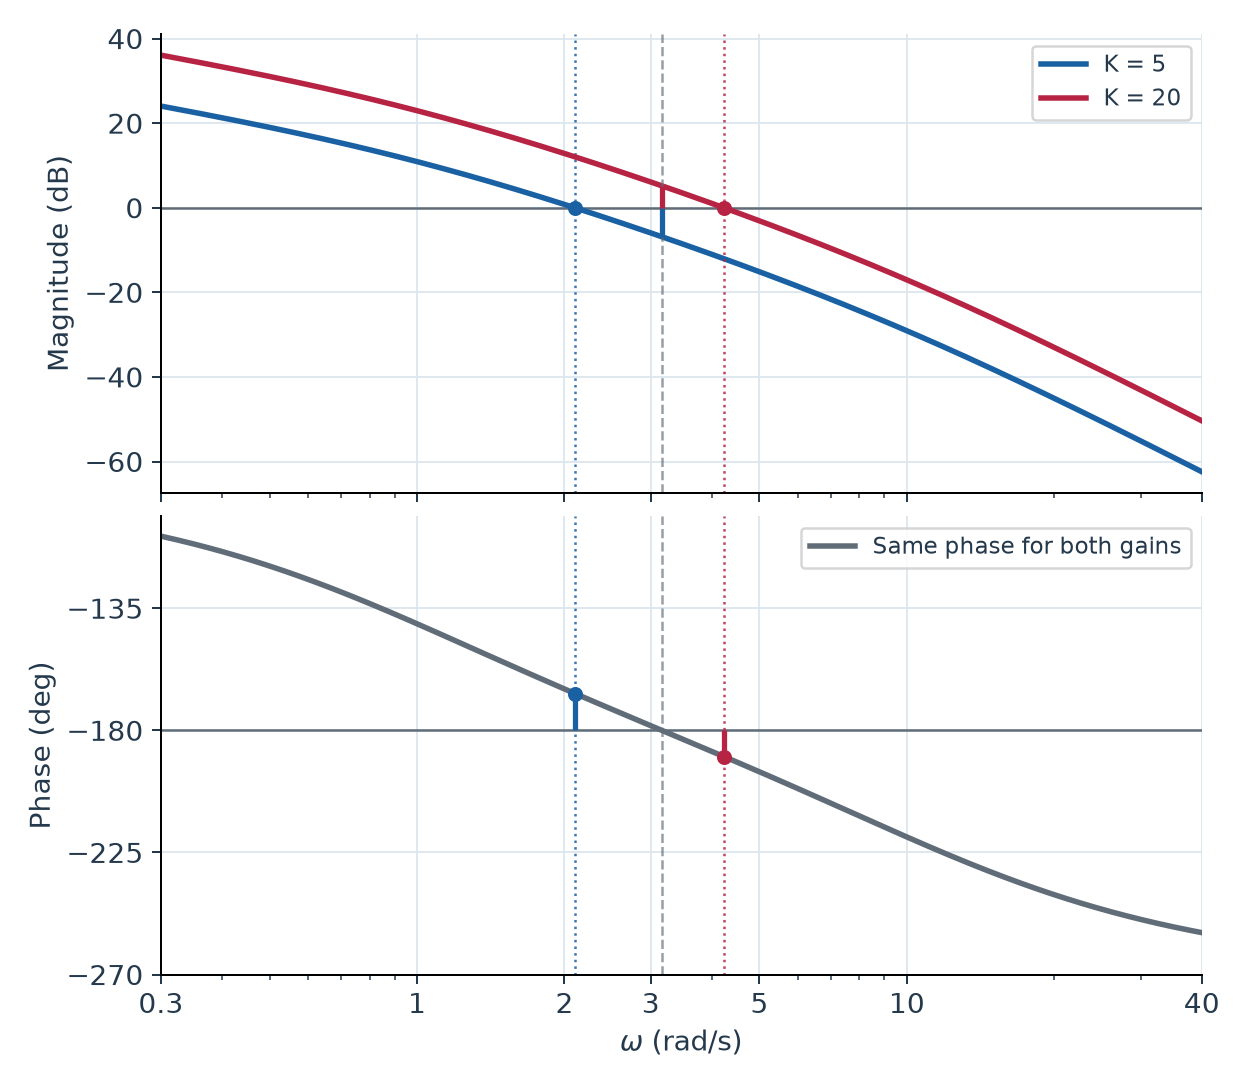 40
20
0
−20
−40
−60
Magnitude (dB)
K = 5
K = 20
−135
−180
−225
−270
Phase (deg)
Same phase for both gains
0.3
1
2
3
5
10
40
ω (rad/s)